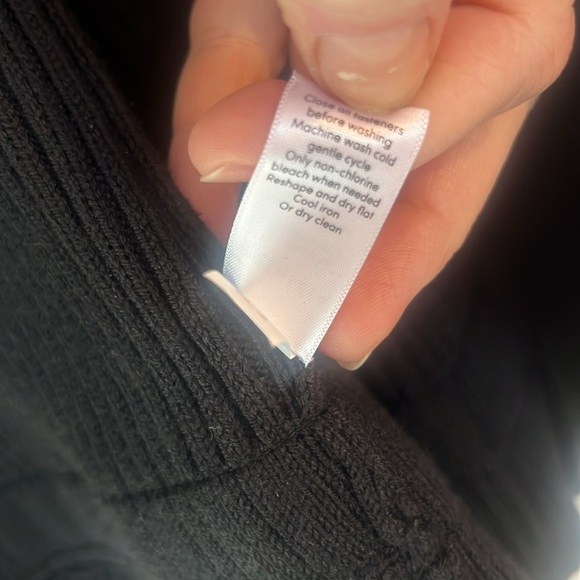 Close all fasteners
before washing
Machine wash cold
gentle cycle
Only non-chlorine
bleach when needed
Reshape and dry flat
Cool iron
Or dry clean